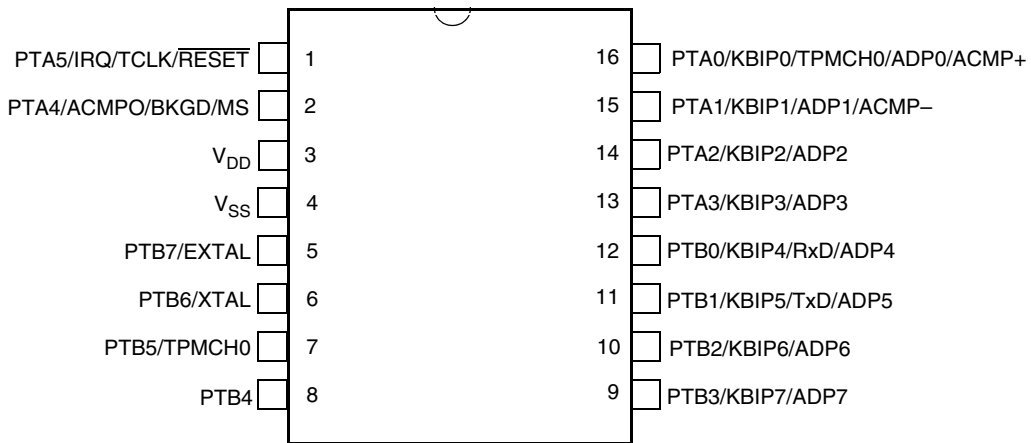 PTA5/IRQ/TCLK/RESET 1 16 PTA0/KBIP0/TPMCH0/ADP0/ACMP+
PTA4/ACMPO/BKGD/MS 2 15 PTA1/KBIP1/ADP1/ACMP–
VDD 3 14 PTA2/KBIP2/ADP2
VSS 4 13 PTA3/KBIP3/ADP3
PTB7/EXTAL 5 12 PTB0/KBIP4/RxD/ADP4
PTB6/XTAL 6 11 PTB1/KBIP5/TxD/ADP5
PTB5/TPMCH0 7 10 PTB2/KBIP6/ADP6
PTB4 8 9 PTB3/KBIP7/ADP7